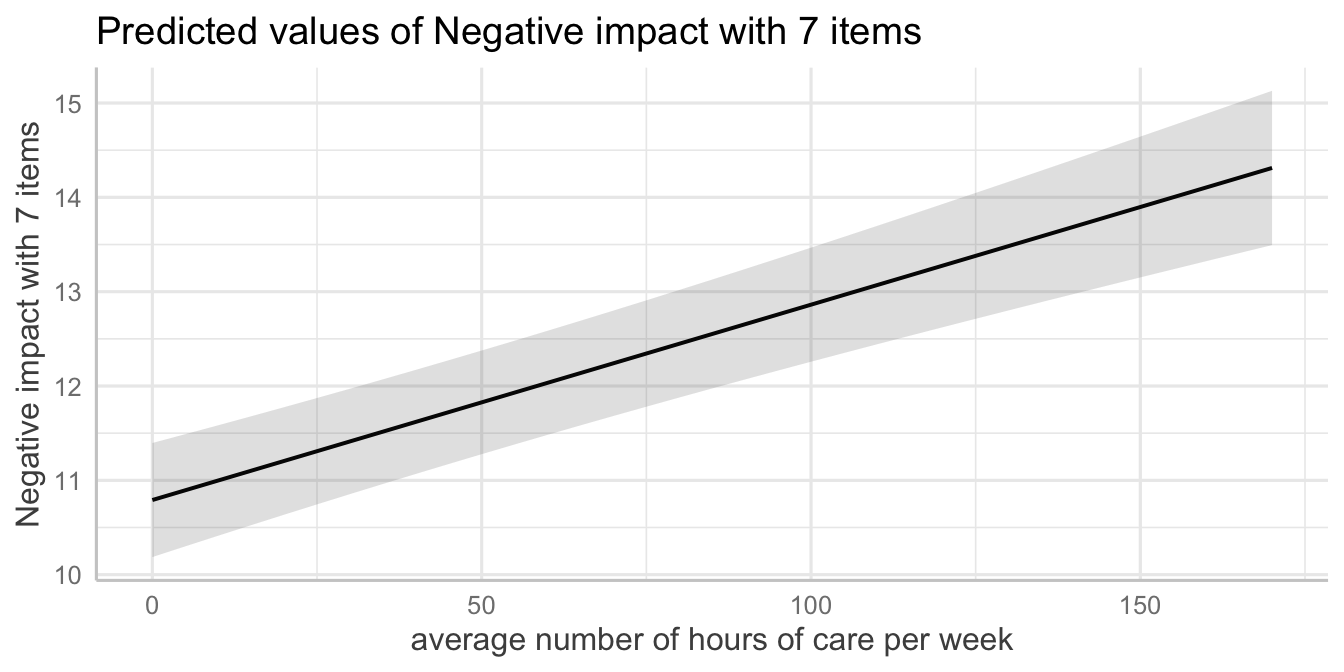 Predicted values of Negative impact with 7 items
Negative impact with 7 items
15
14
13
12
11
10
0 50 100 150
average number of hours of care per week